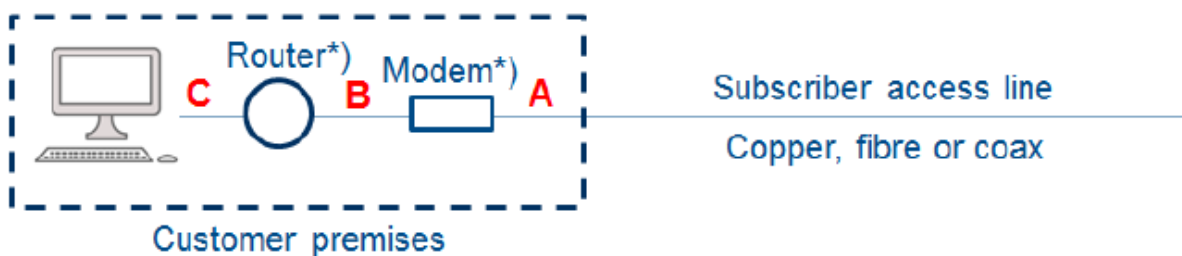 Router*)
Modem*)
C
B
A
Subscriber access line
Copper, fibre or coax
Customer premises